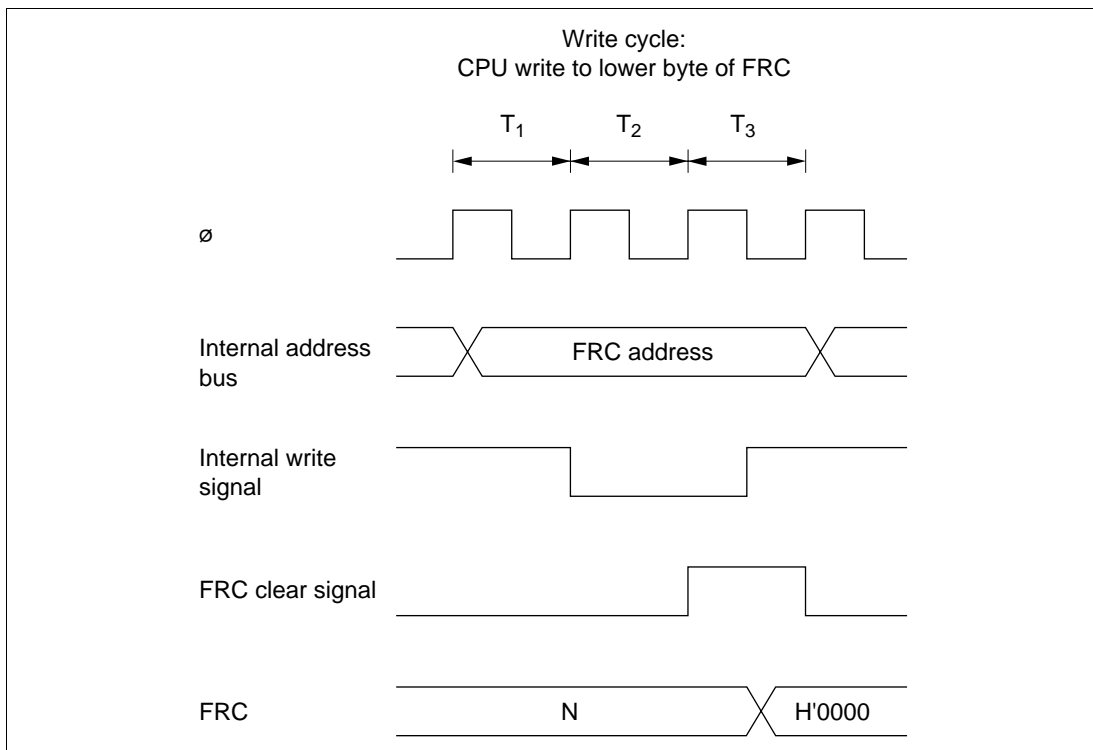 Write cycle:
CPU write to lower byte of FRC
T₁ T₂ T₃
ø
Internal address
bus
FRC address
Internal write
signal
FRC clear signal
FRC
N
H'0000